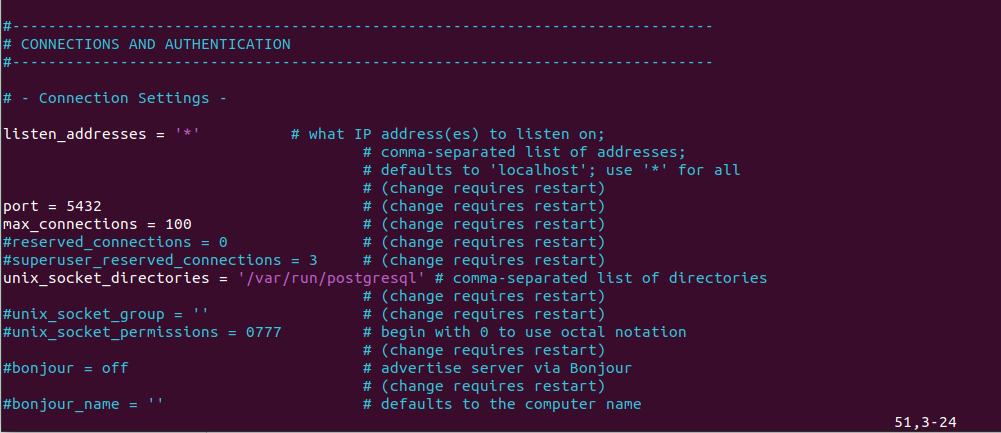 #------------------------------------------------------------------------------
# CONNECTIONS AND AUTHENTICATION
#------------------------------------------------------------------------------
# - Connection Settings -
listen_addresses = '*'          # what IP address(es) to listen on;
                                        # comma-separated list of addresses;
                                        # defaults to 'localhost'; use '*' for all
                                        # (change requires restart)
port = 5432                             # (change requires restart)
max_connections = 100                   # (change requires restart)
#reserved_connections = 0               # (change requires restart)
#superuser_reserved_connections = 3     # (change requires restart)
unix_socket_directories = '/var/run/postgresql' # comma-separated list of directories
                                        # (change requires restart)
#unix_socket_group = ''                 # (change requires restart)
#unix_socket_permissions = 0777         # begin with 0 to use octal notation
                                        # (change requires restart)
#bonjour = off                          # advertise server via Bonjour
                                        # (change requires restart)
#bonjour_name = ''                      # defaults to the computer name
51,3-24